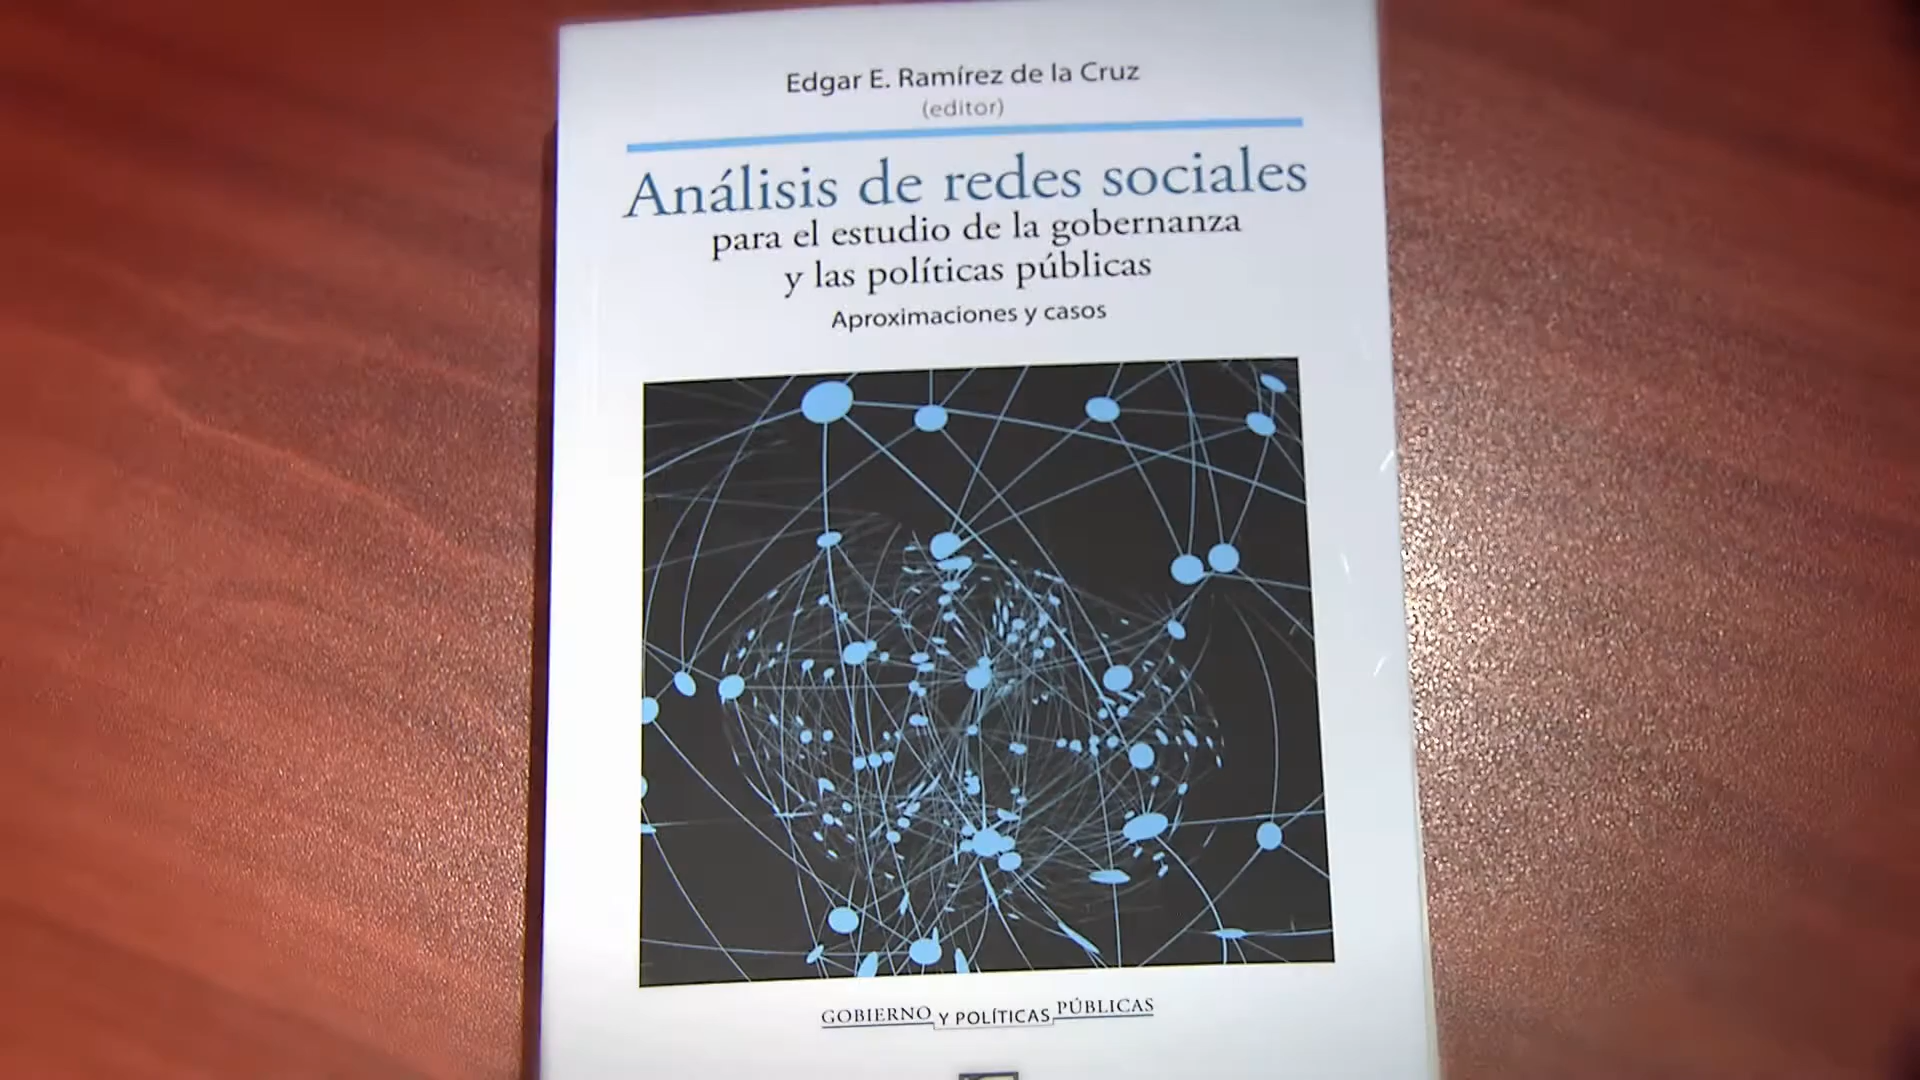 Edgar E. Ramírez de la Cruz
(editor)
Análisis de redes sociales
para el estudio de la gobernanza
y las políticas públicas
Aproximaciones y casos
GOBIERNO Y POLÍTICAS PÚBLICAS